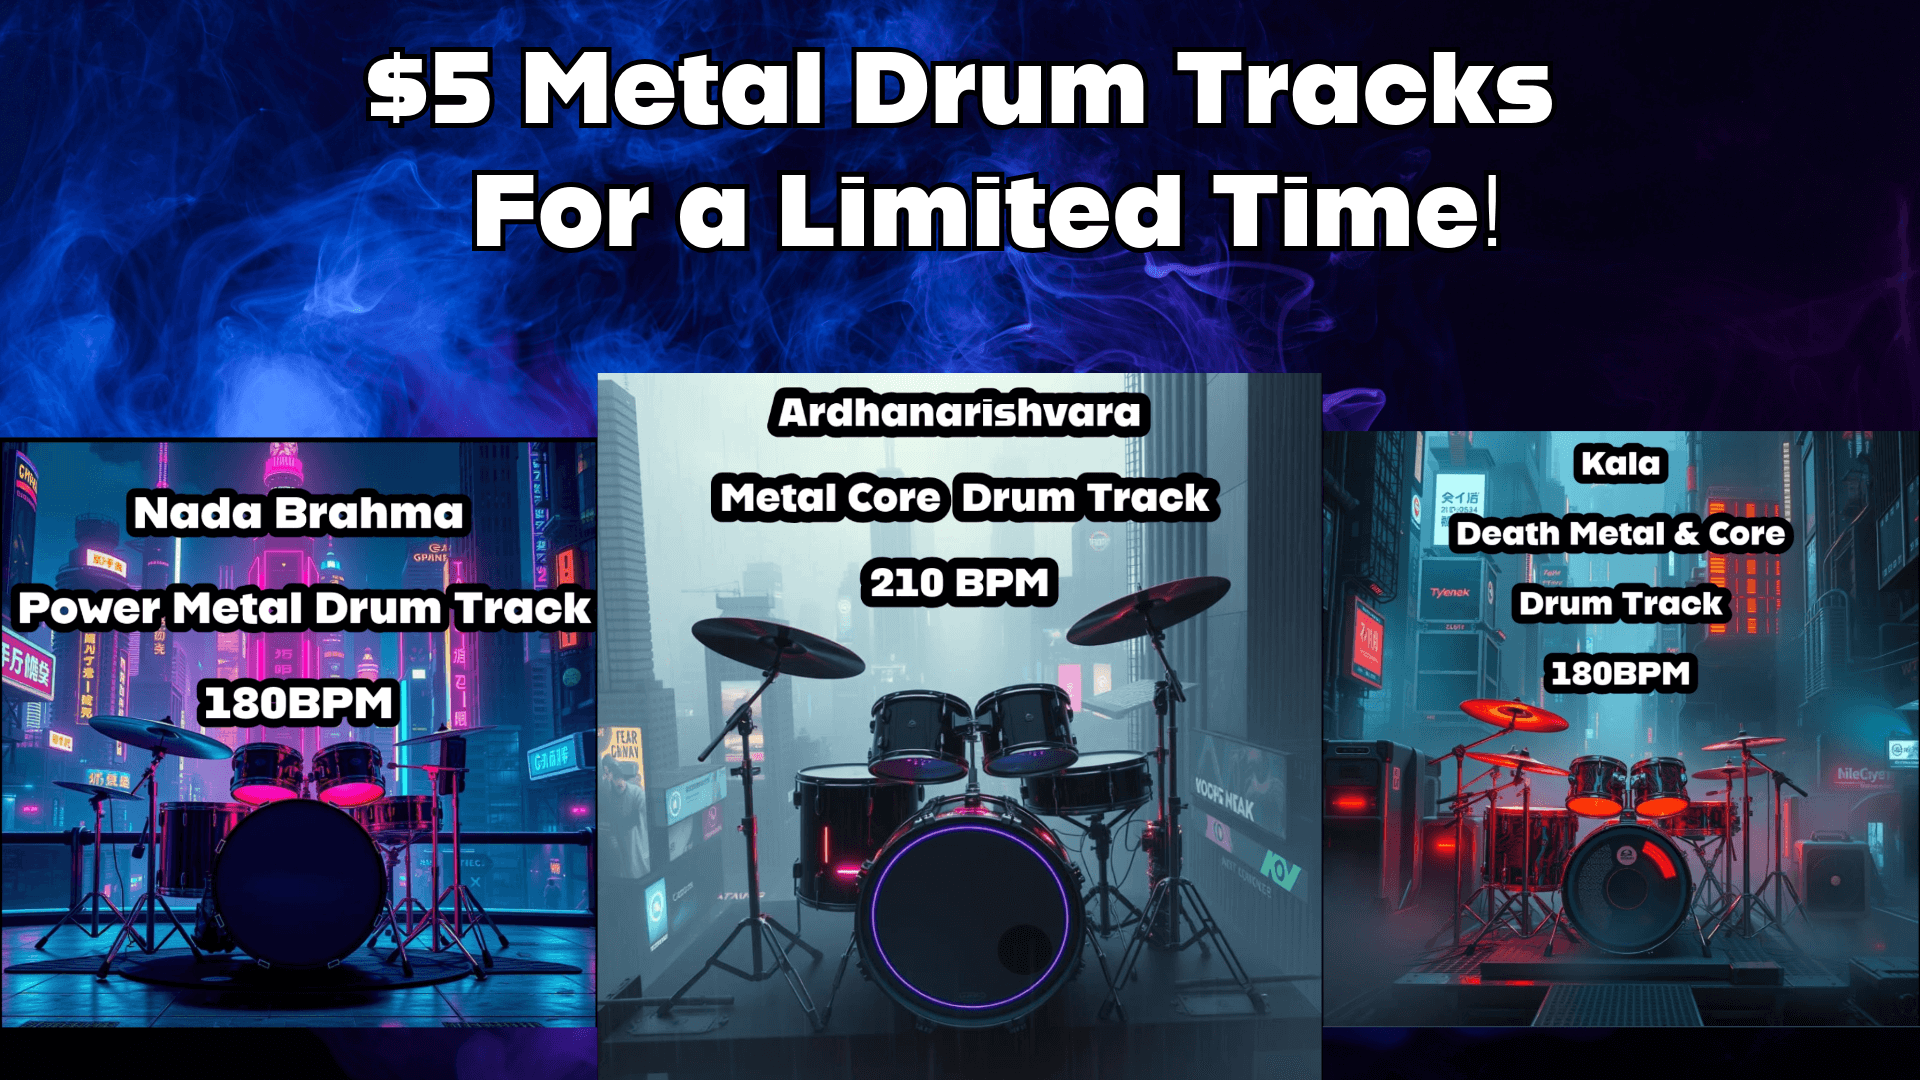 $5 Metal Drum Tracks
For a Limited Time!
Nada Brahma
Power Metal Drum Track
180BPM
Ardhanarishvara
Metal Core Drum Track
210 BPM
Kala
Death Metal & Core
Drum Track
180BPM